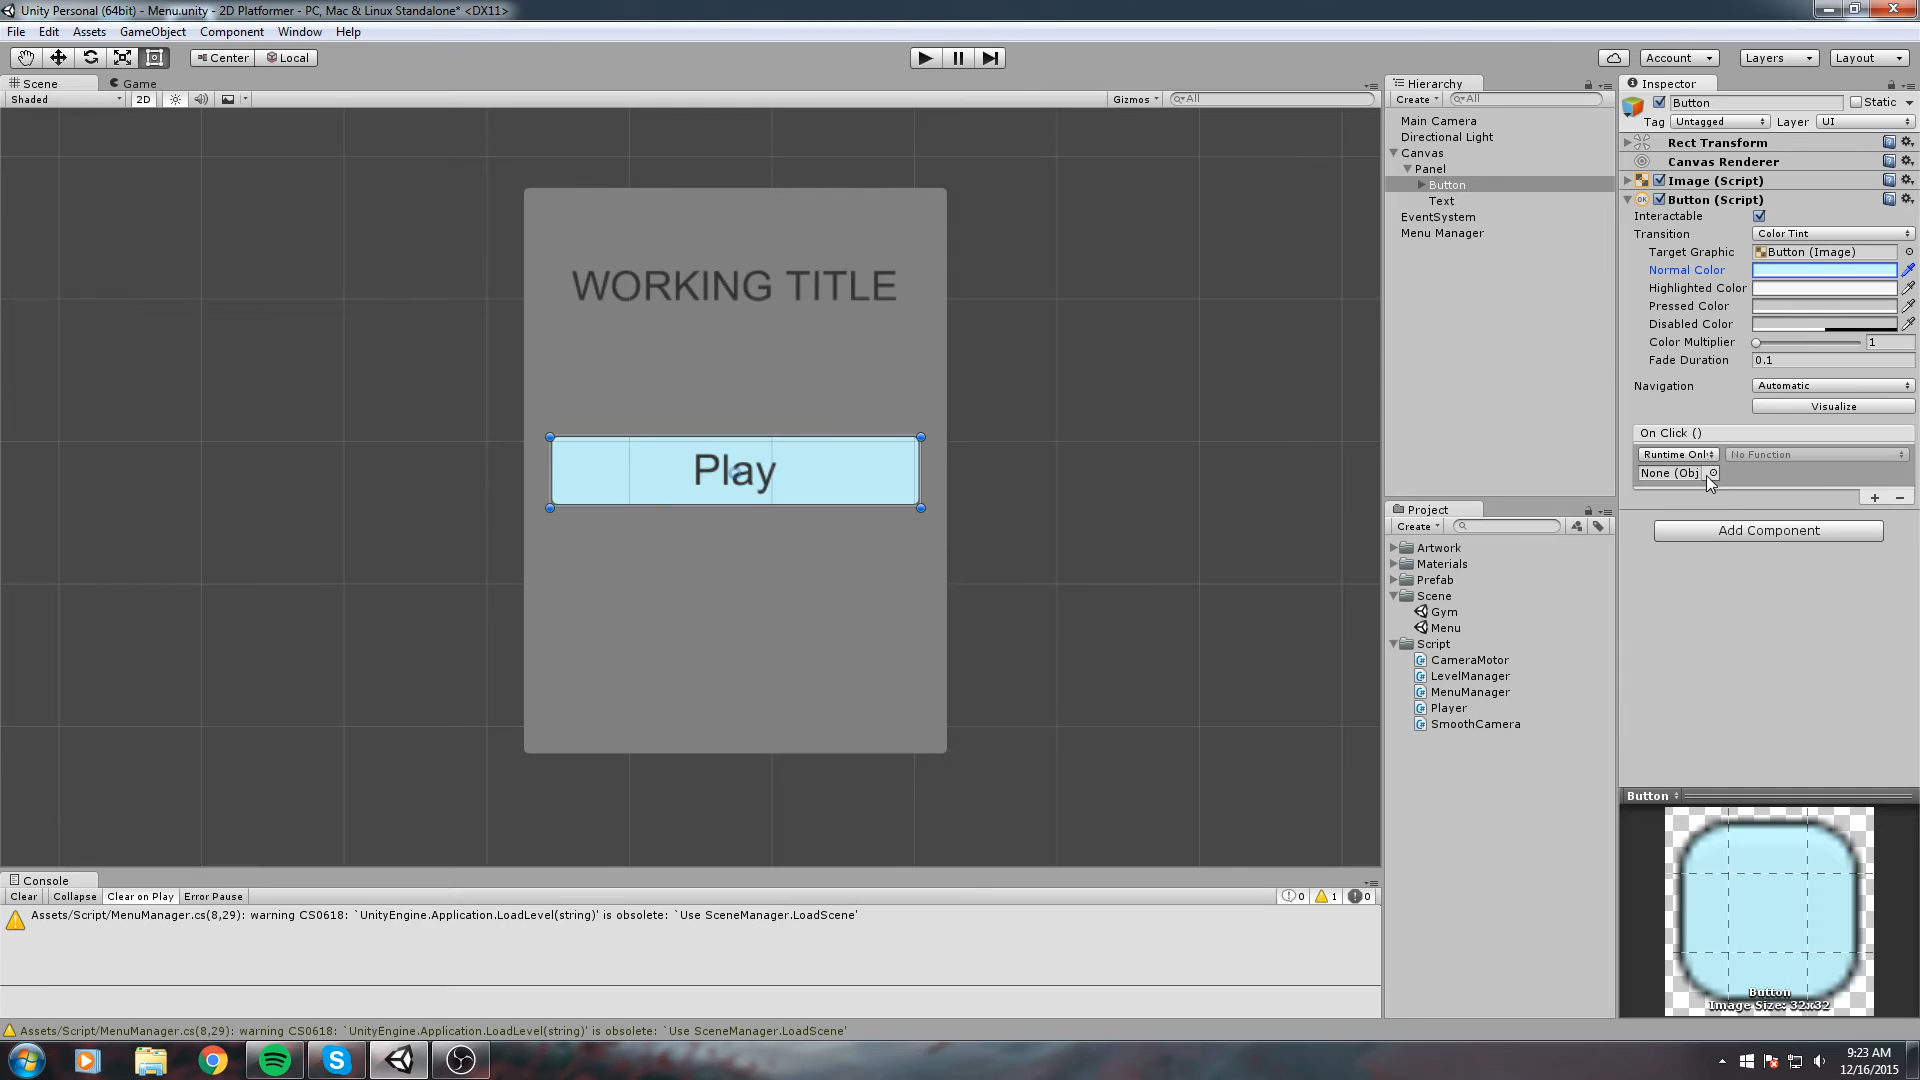 Unity Personal (64bit) - Menu.unity - 2D Platformer - PC, Mac & Linux Standalone* <DX11>
File Edit Assets GameObject Component Window Help
Center Local
Account Layers Layout
Scene Game
Shaded 2D Gizmos All
WORKING TITLE
Play
Hierarchy
Create All
Main Camera
Directional Light
Canvas
Panel
Button
Text
EventSystem
Menu Manager
Project
Create
Artwork
Materials
Prefab
Scene
Gym
Menu
Script
CameraMotor
LevelManager
MenuManager
Player
SmoothCamera
Inspector
Button Static
Tag Untagged Layer UI
Rect Transform
Canvas Renderer
Image (Script)
OK Button (Script)
Interactable
Transition Color Tint
Target Graphic Button (Image)
Normal Color
Highlighted Color
Pressed Color
Disabled Color
Color Multiplier 1
Fade Duration 0.1
Navigation Automatic
Visualize
On Click ()
Runtime Onl No Function
None (Obj
+ −
Add Component
Button
Button
Image Size: 32x32
Console
Clear Collapse Clear on Play Error Pause 0 1 0
Assets/Script/MenuManager.cs(8,29): warning CS0618: `UnityEngine.Application.LoadLevel(string)' is obsolete: `Use SceneManager.LoadScene'
Assets/Script/MenuManager.cs(8,29): warning CS0618: `UnityEngine.Application.LoadLevel(string)' is obsolete: `Use SceneManager.LoadScene'
9:23 AM
12/16/2015